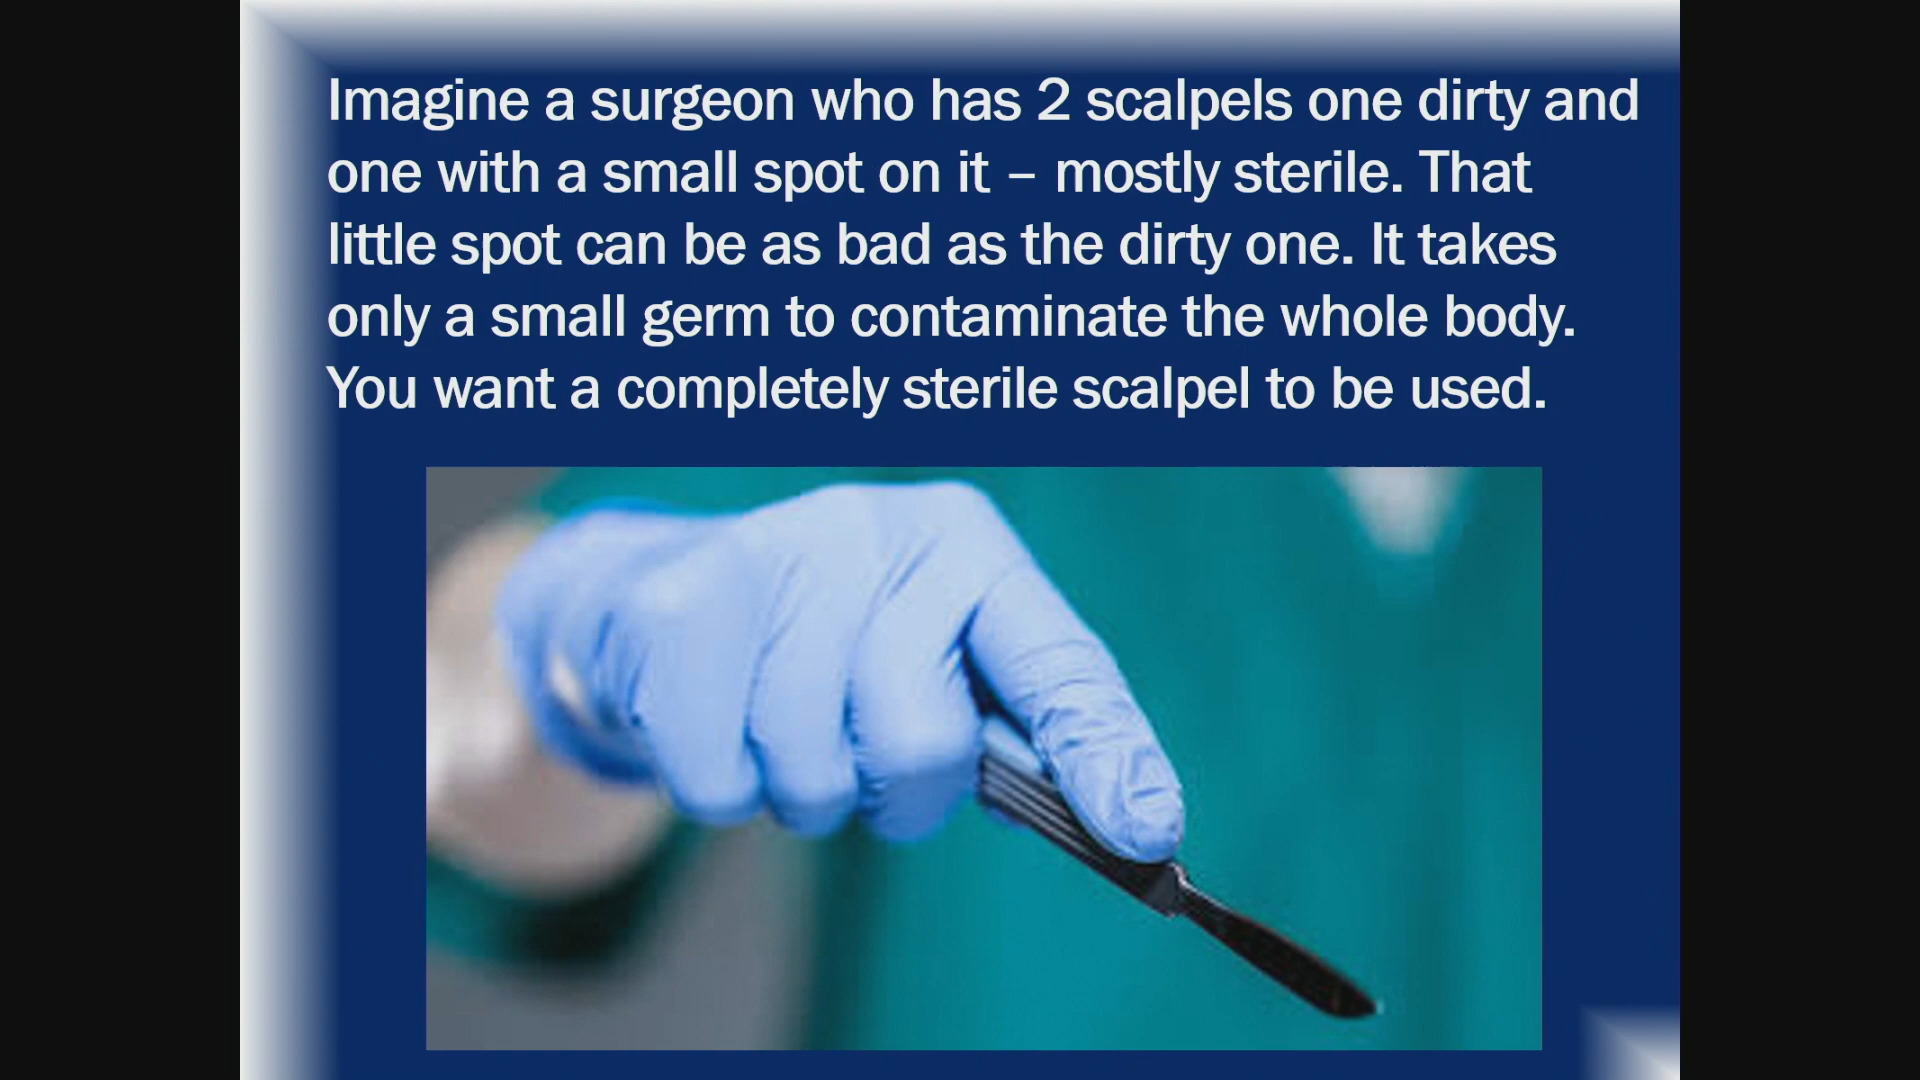 Imagine a surgeon who has 2 scalpels one dirty and
one with a small spot on it – mostly sterile. That
little spot can be as bad as the dirty one. It takes
only a small germ to contaminate the whole body.
You want a completely sterile scalpel to be used.